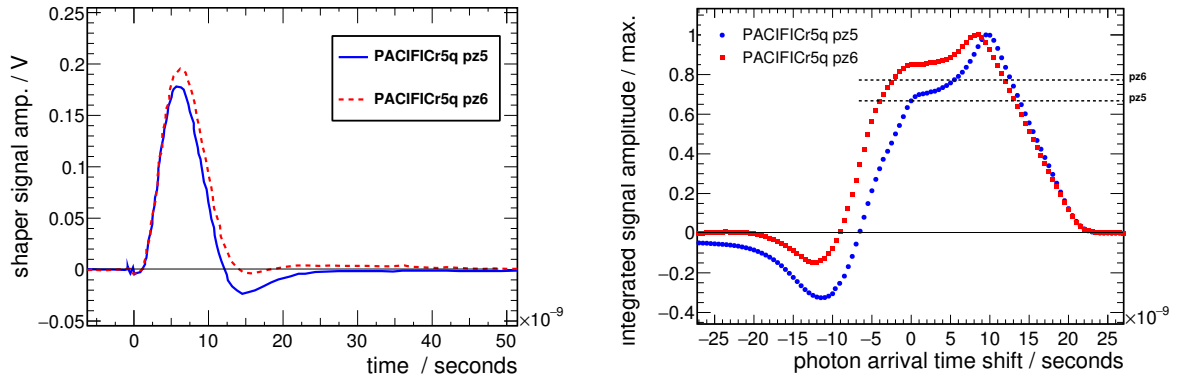 shaper signal amp. / V
0.25
0.2
0.15
0.1
0.05
0
−0.05
PACIFICr5q pz5
PACIFICr5q pz6
0 10 20 30 40 50
×10⁻⁹
time / seconds
integrated signal amplitude / max.
1
0.8
0.6
0.4
0.2
0
−0.2
−0.4
PACIFICr5q pz5
PACIFICr5q pz6
pz6
pz5
−25 −20 −15 −10 −5 0 5 10 15 20 25
×10⁻⁹
photon arrival time shift / seconds